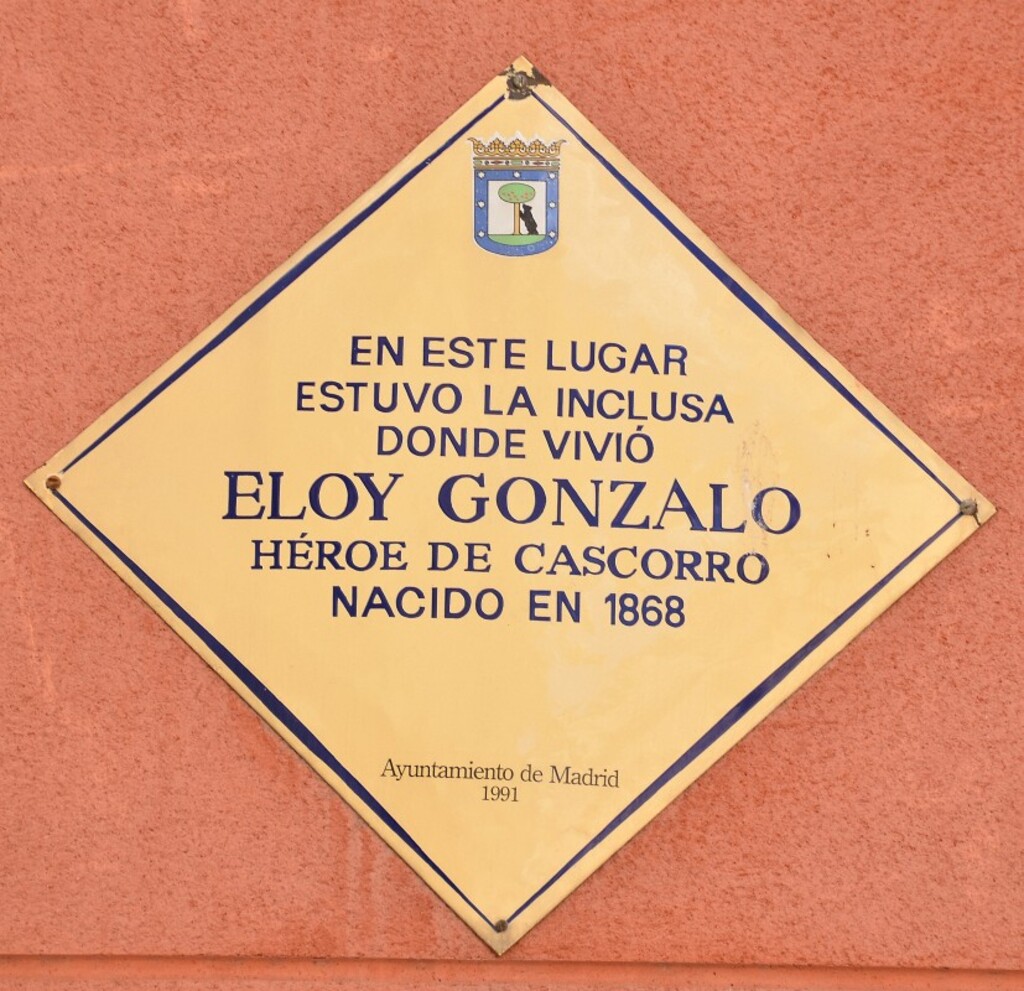 EN ESTE LUGAR
ESTUVO LA INCLUSA
DONDE VIVIÓ
ELOY GONZALO
HÉROE DE CASCORRO
NACIDO EN 1868
Ayuntamiento de Madrid
1991